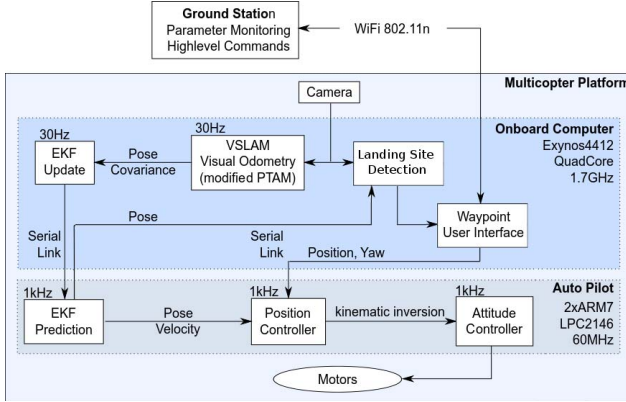 Ground Station
Parameter Monitoring
Highlevel Commands
WiFi 802.11n
Multicopter Platform
Camera
Onboard Computer
Exynos4412
QuadCore
1.7GHz
30Hz
EKF
Update
Pose
Covariance
30Hz
VSLAM
Visual Odometry
(modified PTAM)
Landing Site
Detection
Waypoint
User Interface
Pose
Serial
Link
Serial
Link
Position, Yaw
Auto Pilot
2xARM7
LPC2146
60MHz
1kHz
EKF
Prediction
Pose
Velocity
1kHz
Position
Controller
kinematic inversion
1kHz
Attitude
Controller
Motors